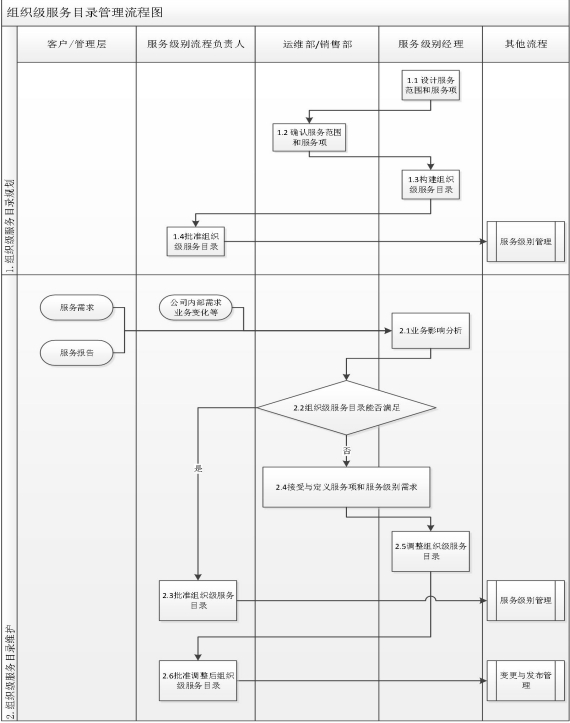 组织级服务目录管理流程图
客户/管理层
服务级别流程负责人
运维部/销售部
服务级别经理
其他流程
1. 组织级服务目录规划
1.1 设计服务
范围和服务项
1.2 确认服务范围
和服务项
1.3构建组织
级服务目录
1.4批准组织
级服务目录
服务级别管理
2. 组织级服务目录维护
服务需求
公司内部需求
业务变化等
服务报告
2.1业务影响分析
2.2组织级服务目录能否满足
否
是
2.4接受与定义服务项和服务级别需求
2.5调整组织级服务
目录
2.3批准组织级服务
目录
服务级别管理
2.6批准调整后组织
级服务目录
变更与发布管
理